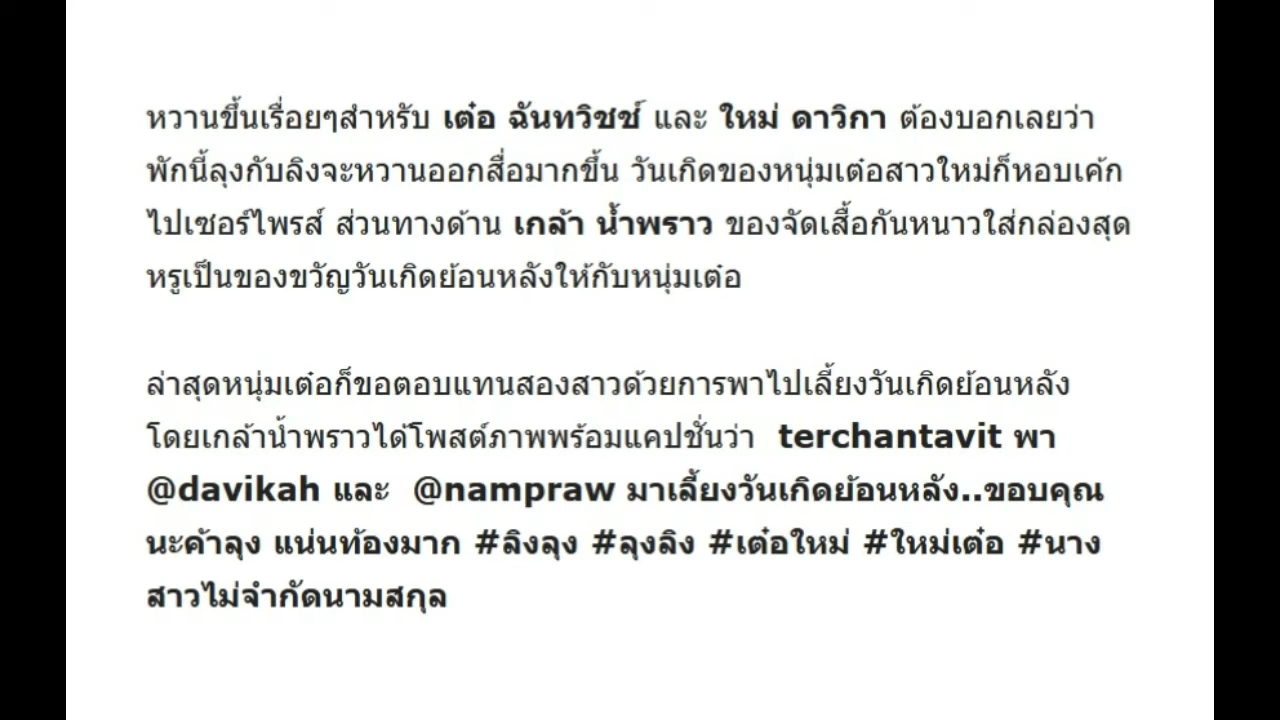 หวานขึ้นเรื่อยๆสำหรับ เต๋อ ฉันทวิชช์ และ ใหม่ ดาวิกา ต้องบอกเลยว่า
พักนี้ลุงกับลิงจะหวานออกสื่อมากขึ้น วันเกิดของหนุ่มเต๋อสาวใหม่ก็หอบเค้ก
ไปเซอร์ไพรส์ ส่วนทางด้าน เกล้า น้ำพราว ของจัดเสื้อกันหนาวใส่กล่องสุด
หรูเป็นของขวัญวันเกิดย้อนหลังให้กับหนุ่มเต๋อ
ล่าสุดหนุ่มเต๋อก็ขอตอบแทนสองสาวด้วยการพาไปเลี้ยงวันเกิดย้อนหลัง
โดยเกล้าน้ำพราวได้โพสต์ภาพพร้อมแคปชั่นว่า terchantavit พา
@davikah และ @nampraw มาเลี้ยงวันเกิดย้อนหลัง..ขอบคุณ
นะค้าลุง แน่นท้องมาก #ลิงลุง #ลุงลิง #เต๋อใหม่ #ใหม่เต๋อ #นาง
สาวไม่จำกัดนามสกุล